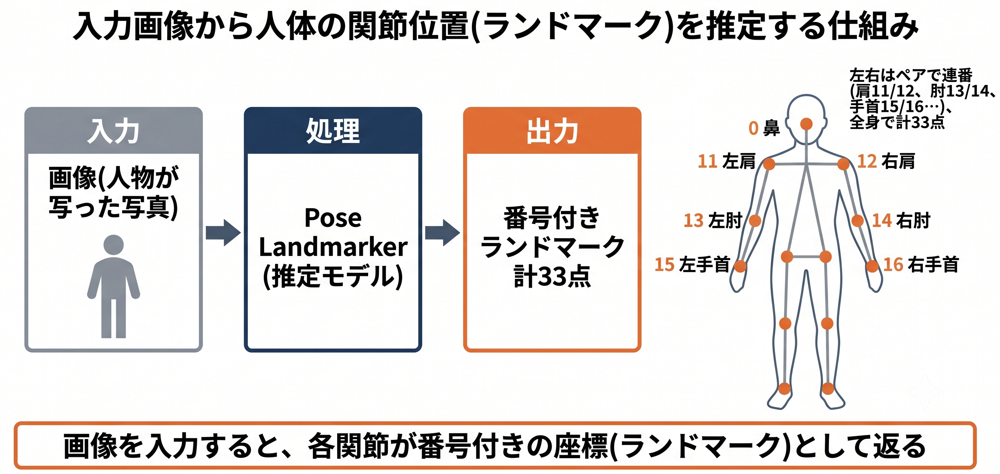 入力画像から人体の関節位置(ランドマーク)を推定する仕組み
入力
画像(人物が
写った写真)
処理
Pose
Landmarker
(推定モデル)
出力
番号付き
ランドマーク
計33点
左右はペアで連番
(肩11/12、肘13/14、
手首15/16…)、
全身で計33点
0 鼻
11 左肩
12 右肩
13 左肘
14 右肘
15 左手首
16 右手首
画像を入力すると、各関節が番号付きの座標(ランドマーク)として返る